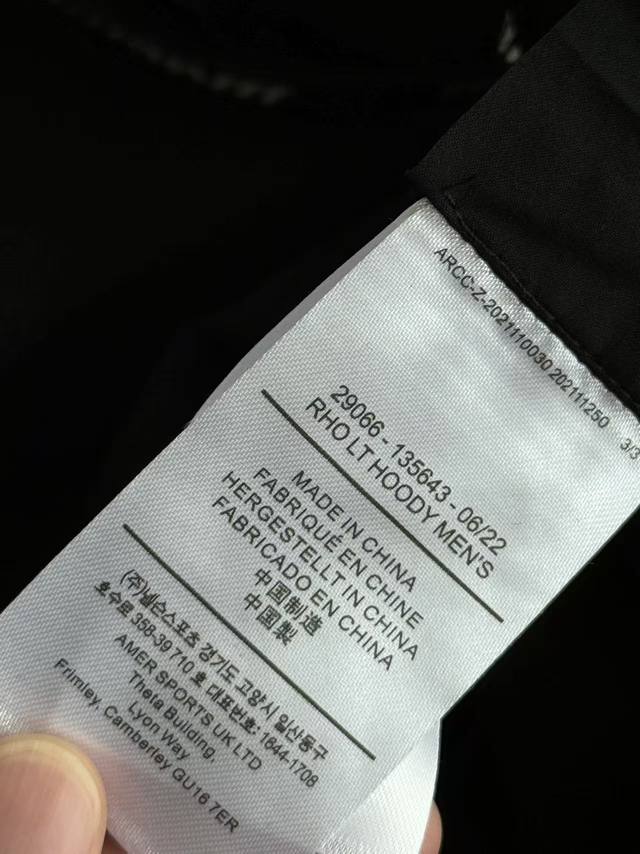 ARCC-Z-2021110030 202111250 3/3
29066 - 135643 - 06/22
RHO LT HOODY MEN'S
MADE IN CHINA
FABRIQUÉ EN CHINE
HERGESTELLT IN CHINA
FABRICADO EN CHINA
中国制造
中國製
(주)넬슨스포츠 경기도 고양시 일산동구
호수로 358-39 710 호 대표번호: 1644-1708
AMER SPORTS UK LTD
Theta Building,
Lyon Way
Frimley, Camberley GU16 7ER